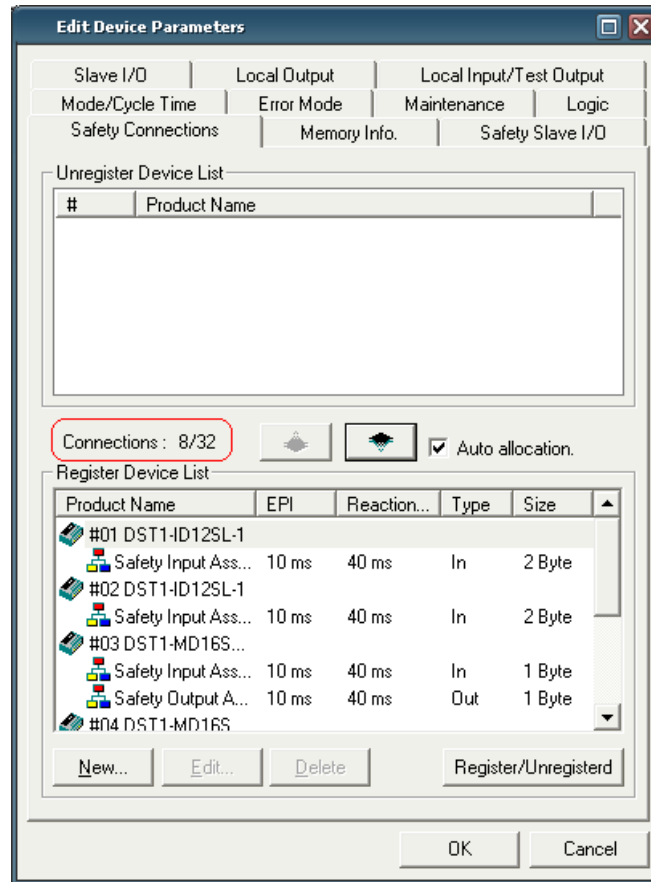 Edit Device Parameters
Slave I/O Local Output Local Input/Test Output
Mode/Cycle Time Error Mode Maintenance Logic
Safety Connections Memory Info. Safety Slave I/O
Unregister Device List
# Product Name
Connections : 8/32 Auto allocation.
Register Device List
Product Name EPI Reaction... Type Size
#01 DST1-ID12SL-1
Safety Input Ass... 10 ms 40 ms In 2 Byte
#02 DST1-ID12SL-1
Safety Input Ass... 10 ms 40 ms In 2 Byte
#03 DST1-MD16S...
Safety Input Ass... 10 ms 40 ms In 1 Byte
Safety Output A... 10 ms 40 ms Out 1 Byte
#04 DST1-MD16S
New... Edit... Delete Register/Unregisterd
OK Cancel